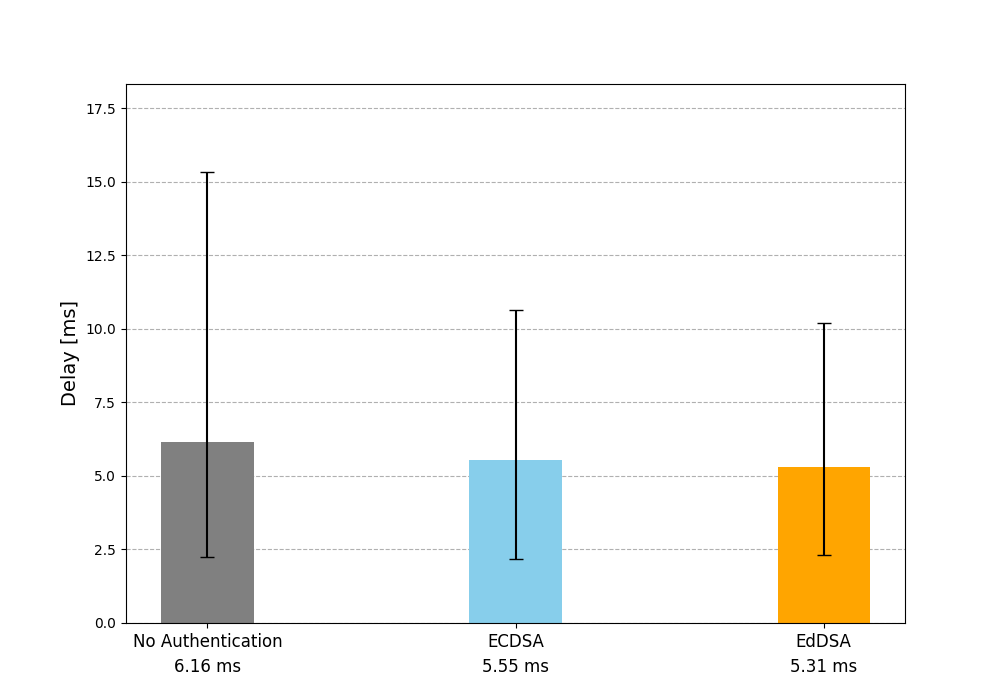 17.5
15.0
12.5
10.0
7.5
5.0
2.5
0.0
Delay [ms]
No Authentication
6.16 ms
ECDSA
5.55 ms
EdDSA
5.31 ms